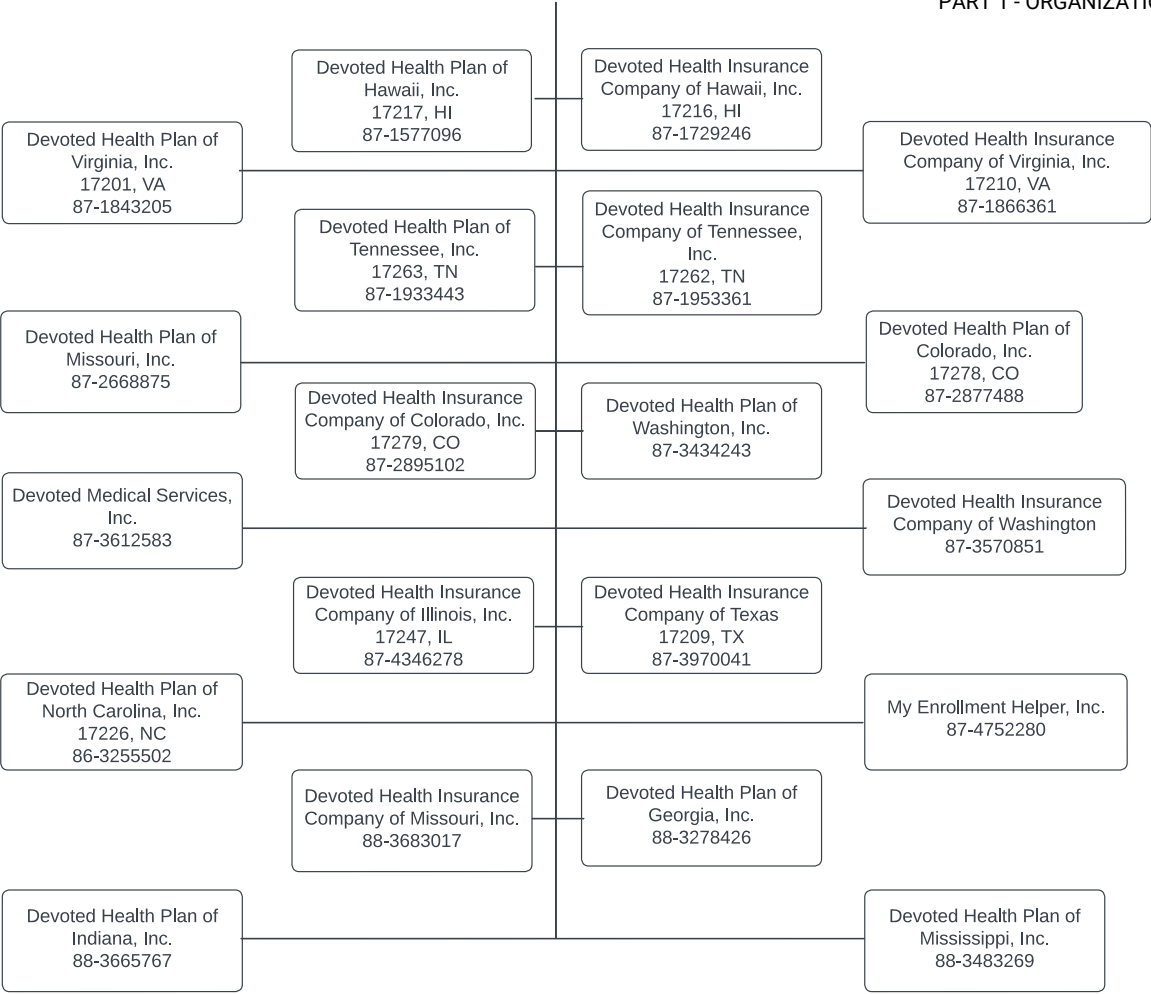 PART 1 - ORGANIZATIO
Devoted Health Plan of
Hawaii, Inc.
17217, HI
87-1577096
Devoted Health Insurance
Company of Hawaii, Inc.
17216, HI
87-1729246
Devoted Health Plan of
Virginia, Inc.
17201, VA
87-1843205
Devoted Health Insurance
Company of Virginia, Inc.
17210, VA
87-1866361
Devoted Health Plan of
Tennessee, Inc.
17263, TN
87-1933443
Devoted Health Insurance
Company of Tennessee,
Inc.
17262, TN
87-1953361
Devoted Health Plan of
Missouri, Inc.
87-2668875
Devoted Health Plan of
Colorado, Inc.
17278, CO
87-2877488
Devoted Health Insurance
Company of Colorado, Inc.
17279, CO
87-2895102
Devoted Health Plan of
Washington, Inc.
87-3434243
Devoted Medical Services,
Inc.
87-3612583
Devoted Health Insurance
Company of Washington
87-3570851
Devoted Health Insurance
Company of Illinois, Inc.
17247, IL
87-4346278
Devoted Health Insurance
Company of Texas
17209, TX
87-3970041
Devoted Health Plan of
North Carolina, Inc.
17226, NC
86-3255502
My Enrollment Helper, Inc.
87-4752280
Devoted Health Insurance
Company of Missouri, Inc.
88-3683017
Devoted Health Plan of
Georgia, Inc.
88-3278426
Devoted Health Plan of
Indiana, Inc.
88-3665767
Devoted Health Plan of
Mississippi, Inc.
88-3483269